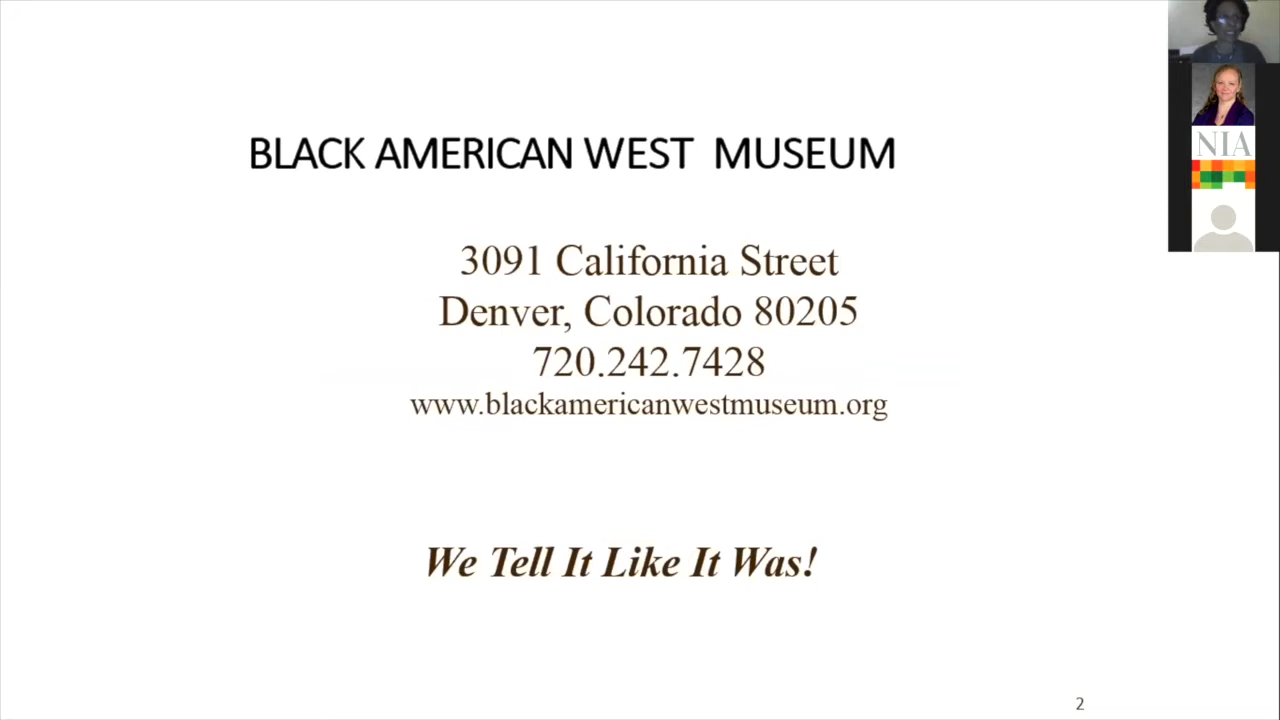 BLACK AMERICAN WEST MUSEUM
3091 California Street
Denver, Colorado 80205
720.242.7428
www.blackamericanwestmuseum.org
We Tell It Like It Was!
2
NIA